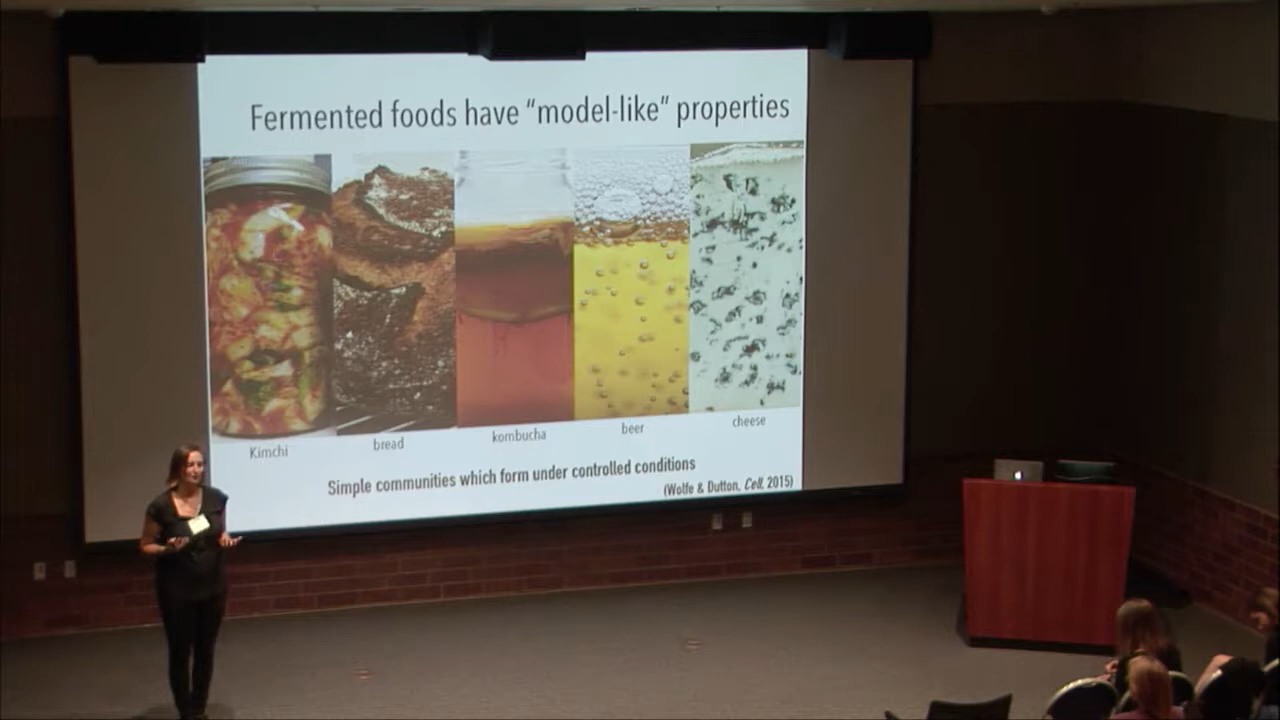 Fermented foods have “model-like” properties
Kimchi
bread
kombucha
beer
cheese
Simple communities which form under controlled conditions
(Wolfe & Dutton, Cell, 2015)